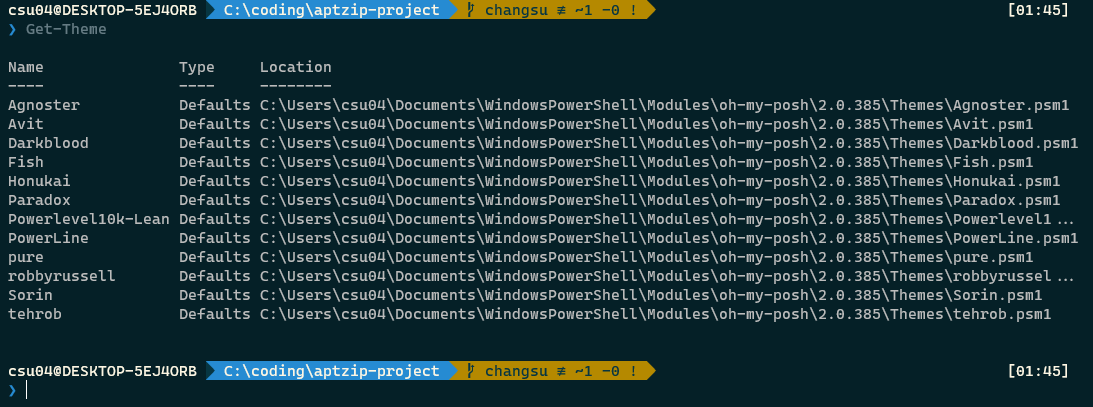 csu04@DESKTOP-5EJ4ORB C:\coding\aptzip-project changsu ≢ ~1 -0 ! [01:45]
❯ Get-Theme
Name Type Location
---- ---- --------
Agnoster Defaults C:\Users\csu04\Documents\WindowsPowerShell\Modules\oh-my-posh\2.0.385\Themes\Agnoster.psm1
Avit Defaults C:\Users\csu04\Documents\WindowsPowerShell\Modules\oh-my-posh\2.0.385\Themes\Avit.psm1
Darkblood Defaults C:\Users\csu04\Documents\WindowsPowerShell\Modules\oh-my-posh\2.0.385\Themes\Darkblood.psm1
Fish Defaults C:\Users\csu04\Documents\WindowsPowerShell\Modules\oh-my-posh\2.0.385\Themes\Fish.psm1
Honukai Defaults C:\Users\csu04\Documents\WindowsPowerShell\Modules\oh-my-posh\2.0.385\Themes\Honukai.psm1
Paradox Defaults C:\Users\csu04\Documents\WindowsPowerShell\Modules\oh-my-posh\2.0.385\Themes\Paradox.psm1
Powerlevel10k-Lean Defaults C:\Users\csu04\Documents\WindowsPowerShell\Modules\oh-my-posh\2.0.385\Themes\Powerlevel1...
PowerLine Defaults C:\Users\csu04\Documents\WindowsPowerShell\Modules\oh-my-posh\2.0.385\Themes\PowerLine.psm1
pure Defaults C:\Users\csu04\Documents\WindowsPowerShell\Modules\oh-my-posh\2.0.385\Themes\pure.psm1
robbyrussell Defaults C:\Users\csu04\Documents\WindowsPowerShell\Modules\oh-my-posh\2.0.385\Themes\robbyrussel...
Sorin Defaults C:\Users\csu04\Documents\WindowsPowerShell\Modules\oh-my-posh\2.0.385\Themes\Sorin.psm1
tehrob Defaults C:\Users\csu04\Documents\WindowsPowerShell\Modules\oh-my-posh\2.0.385\Themes\tehrob.psm1
csu04@DESKTOP-5EJ4ORB C:\coding\aptzip-project changsu ≢ ~1 -0 ! [01:45]
❯